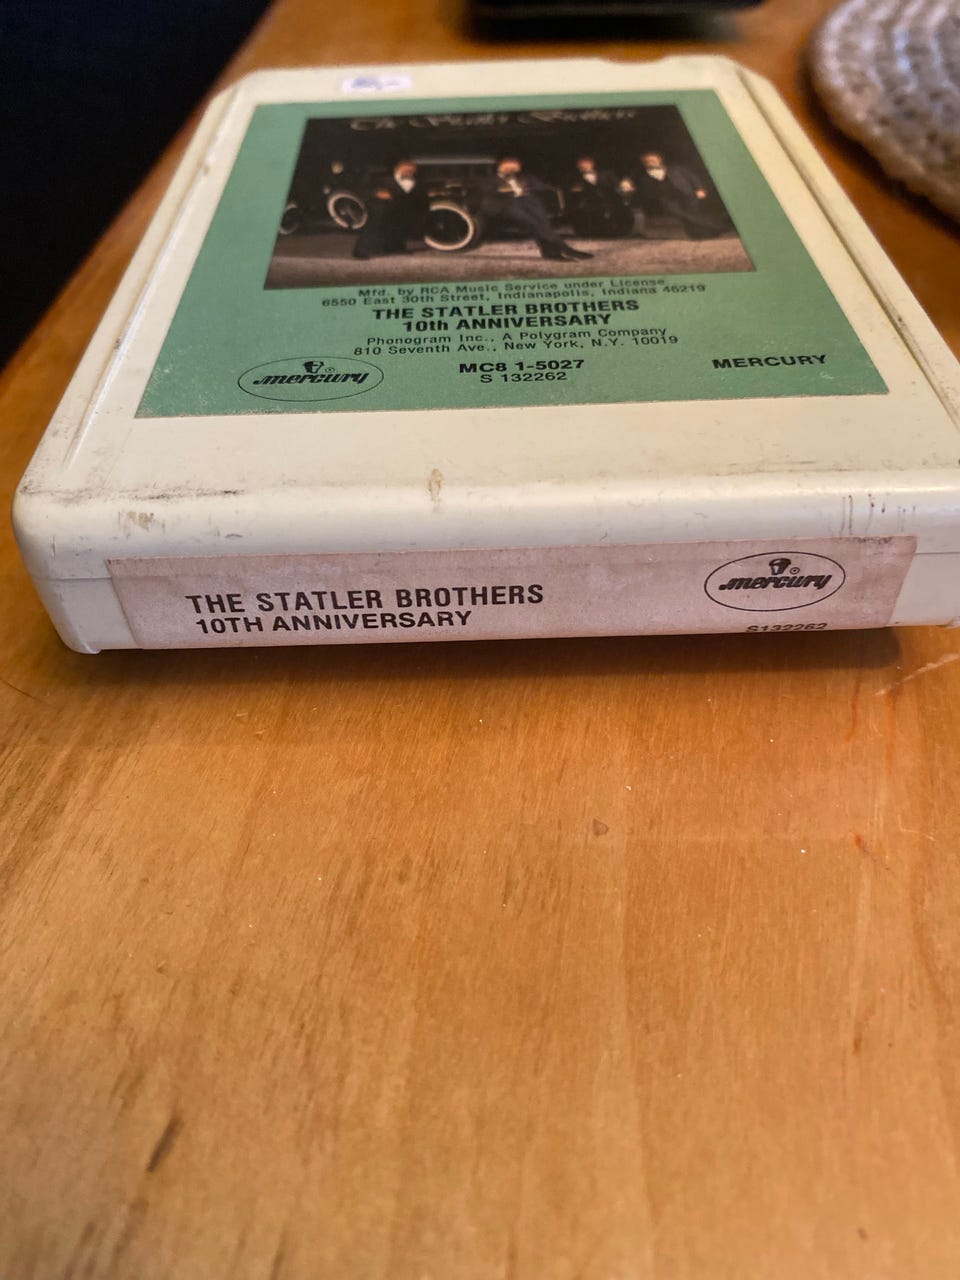 The Statler Brothers
Mfd. by RCA Music Service under License
6550 East 30th Street, Indianapolis, Indiana 46219
THE STATLER BROTHERS
10th ANNIVERSARY
Phonogram Inc., A Polygram Company
810 Seventh Ave., New York, N.Y. 10019
mercury
MC8 1-5027
S 132262
MERCURY
THE STATLER BROTHERS
10TH ANNIVERSARY
mercury
S132262